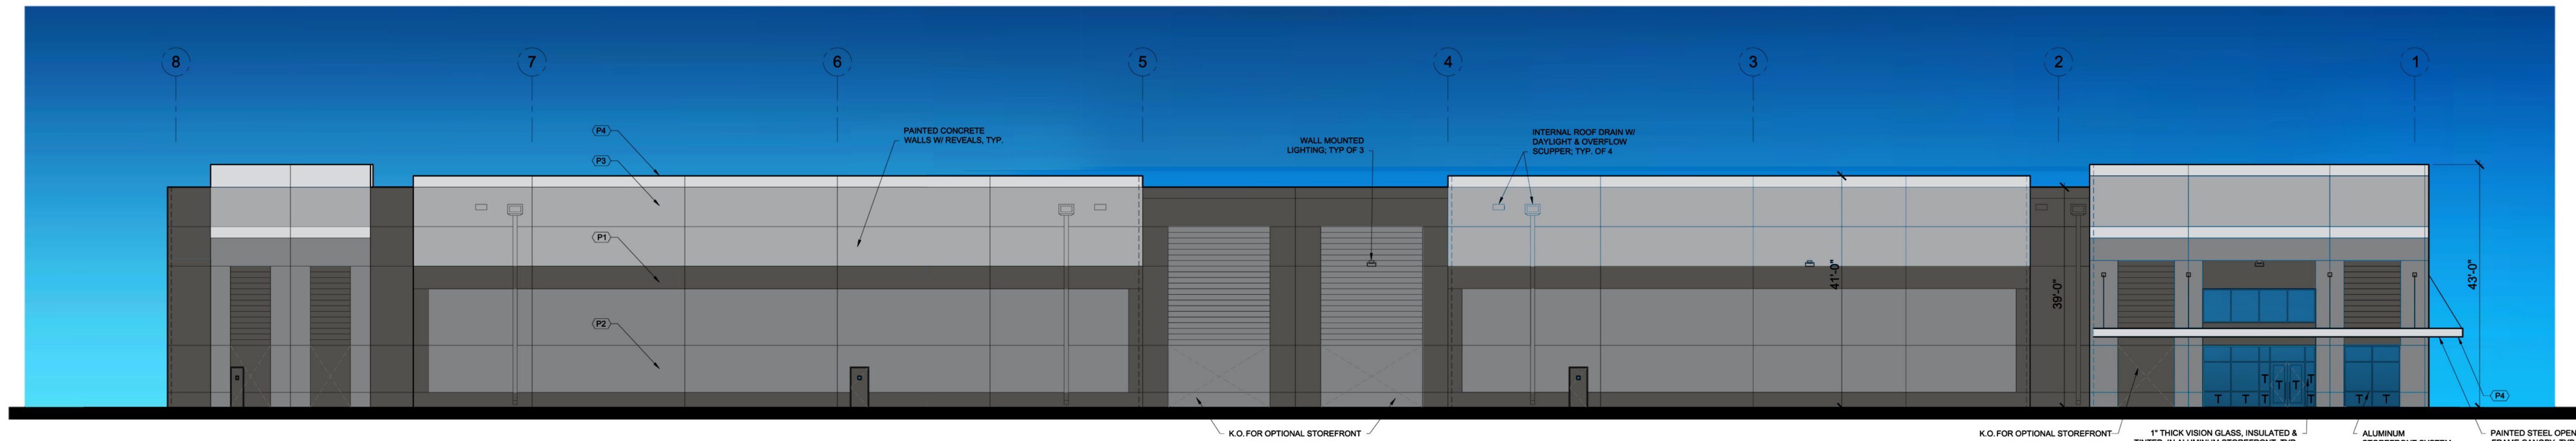 8 7 6 5 4 3 2 1
P4
PAINTED CONCRETE
WALLS W/ REVEALS, TYP.
WALL MOUNTED
LIGHTING; TYP OF 3
INTERNAL ROOF DRAIN W/
DAYLIGHT & OVERFLOW
SCUPPER; TYP. OF 4
P3
P1
P2
41'-0"
39'-0"
43'-0"
T T T T
T T T T T T T
P4
K.O. FOR OPTIONAL STOREFRONT
K.O. FOR OPTIONAL STOREFRONT
1" THICK VISION GLASS, INSULATED &
ALUMINUM
PAINTED STEEL OPEN